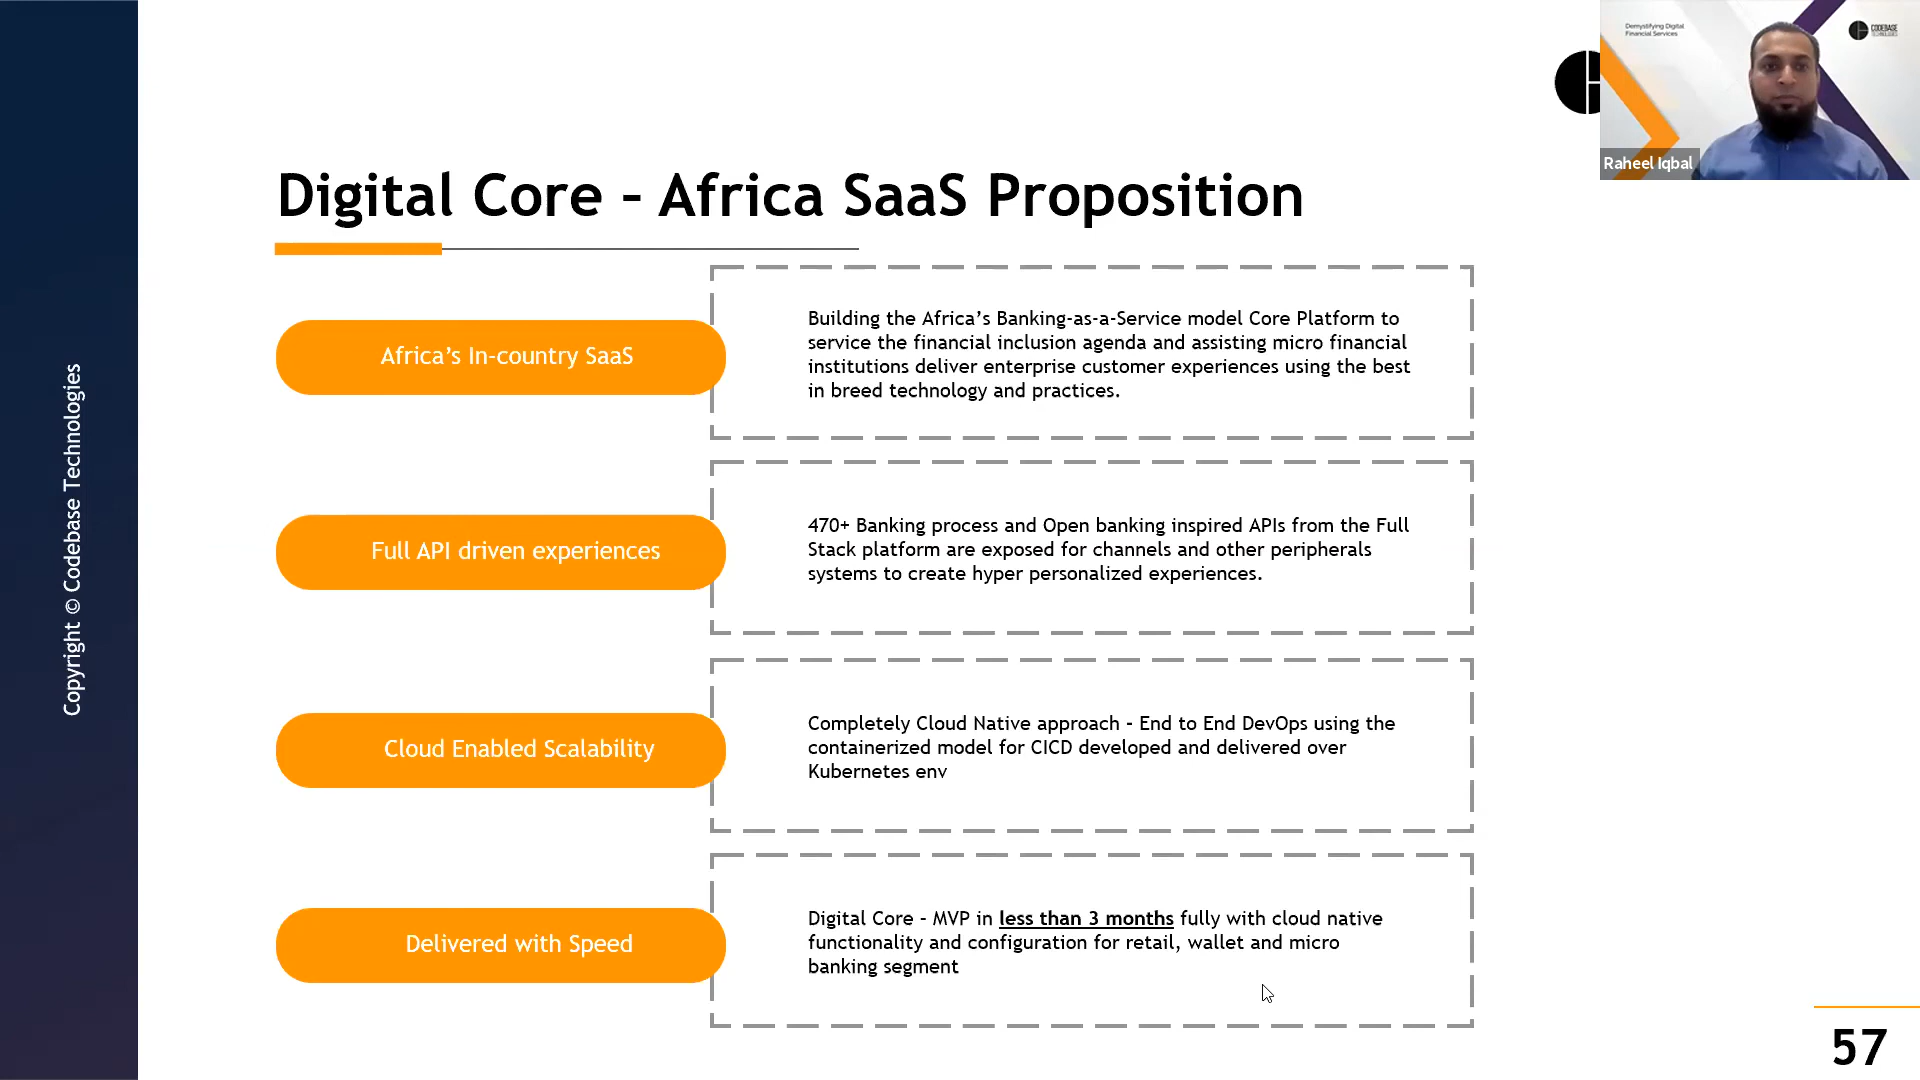 Demystifying Digital
Financial Services
CODEBASE
TECHNOLOGIES
Raheel Iqbal
Digital Core – Africa SaaS Proposition
Africa’s In-country SaaS
Building the Africa’s Banking-as-a-Service model Core Platform to
service the financial inclusion agenda and assisting micro financial
institutions deliver enterprise customer experiences using the best
in breed technology and practices.
Full API driven experiences
470+ Banking process and Open banking inspired APIs from the Full
Stack platform are exposed for channels and other peripherals
systems to create hyper personalized experiences.
Cloud Enabled Scalability
Completely Cloud Native approach - End to End DevOps using the
containerized model for CICD developed and delivered over
Kubernetes env
Delivered with Speed
Digital Core – MVP in less than 3 months fully with cloud native
functionality and configuration for retail, wallet and micro
banking segment
Copyright © Codebase Technologies
57